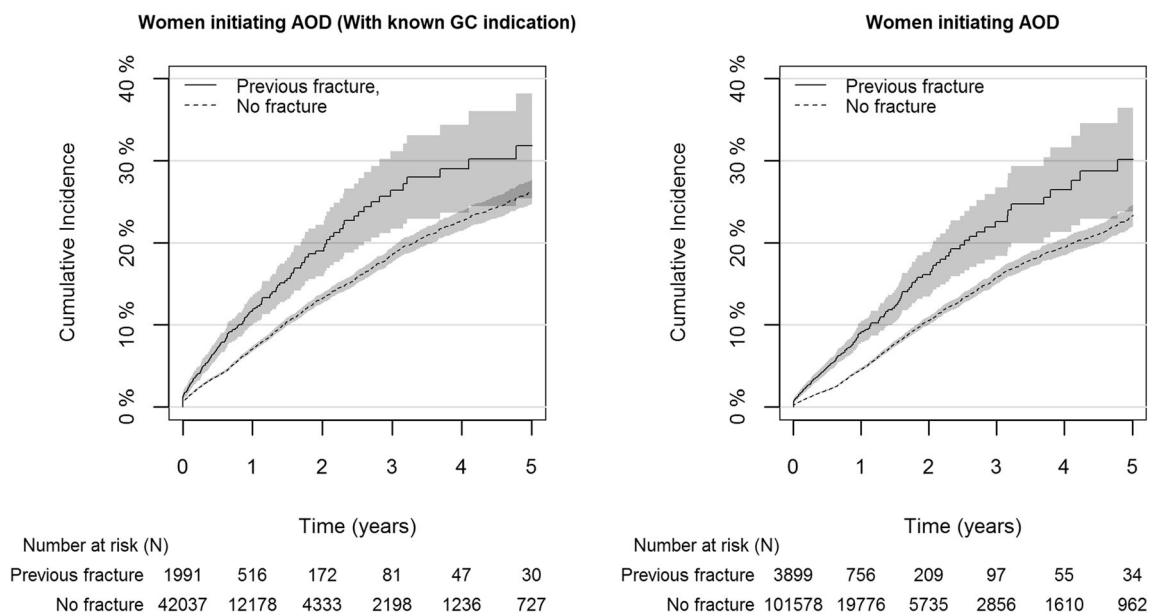 Women initiating AOD (With known GC indication)
Cumulative Incidence
40 %
30 %
20 %
10 %
0 %
Previous fracture,
No fracture
0 1 2 3 4 5
Time (years)
Number at risk (N)
Previous fracture 1991 516 172 81 47 30
No fracture 42037 12178 4333 2198 1236 727
Women initiating AOD
Cumulative Incidence
40 %
30 %
20 %
10 %
0 %
Previous fracture
No fracture
0 1 2 3 4 5
Time (years)
Number at risk (N)
Previous fracture 3899 756 209 97 55 34
No fracture 101578 19776 5735 2856 1610 962